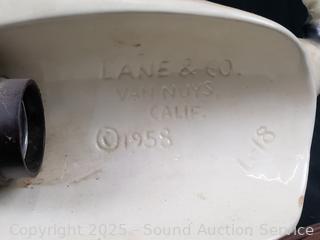 LANE & CO.
VAN NUYS,
CALIF.
©1958
L-18
Copyright 2025 - Sound Auction Service